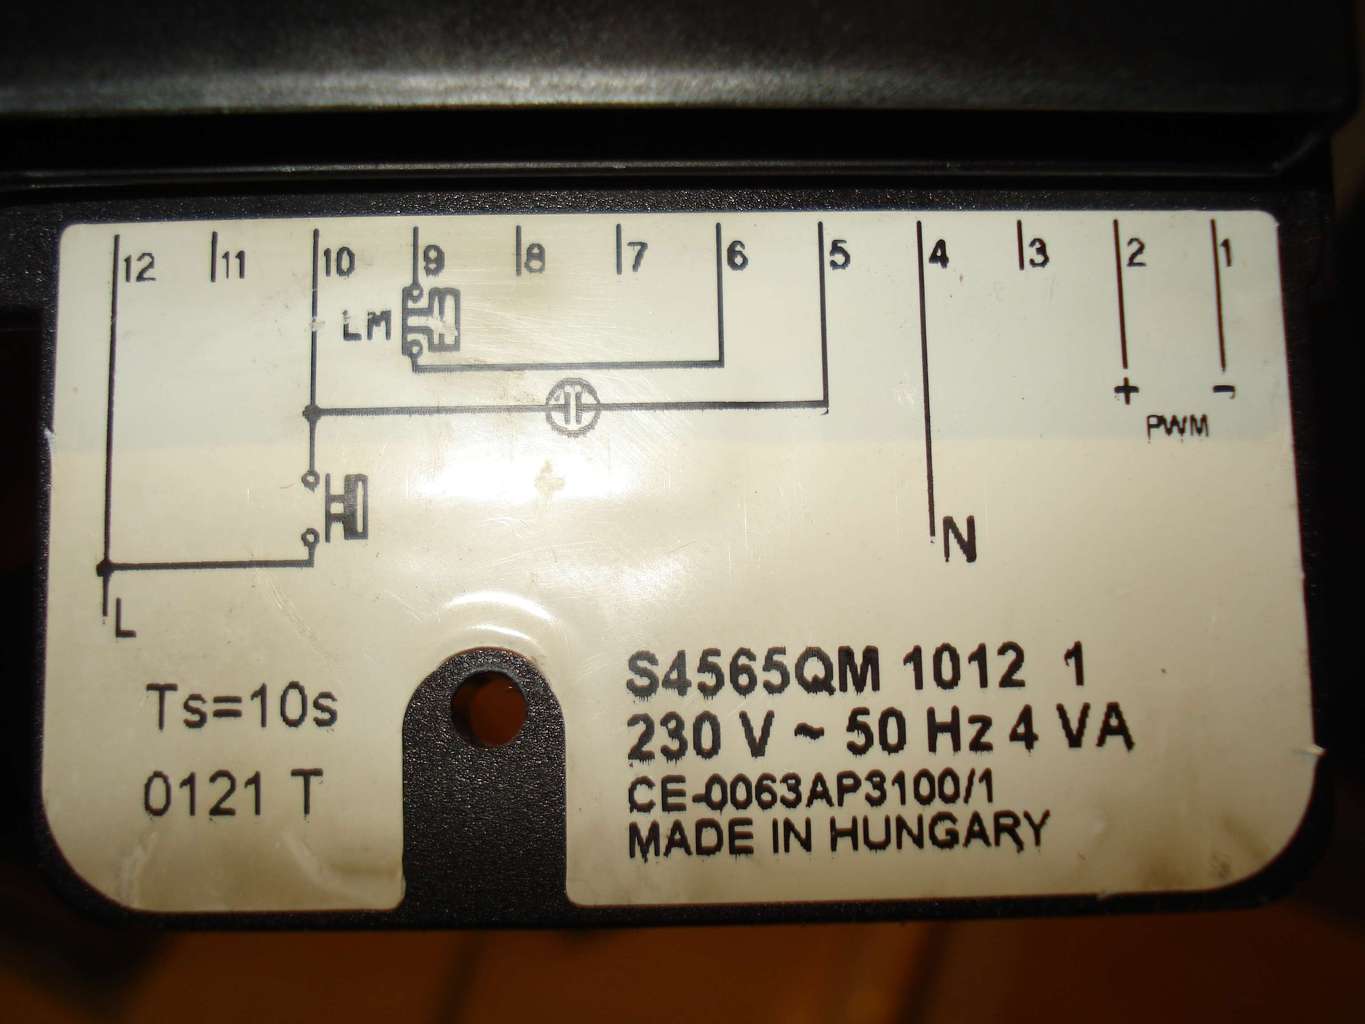 12 11 10 9 8 7 6 5 4 3 2 1
LM
+ -
PWM
N
L
Ts=10s
0121 T
S4565QM 1012 1
230 V ~ 50 Hz 4 VA
CE-0063AP3100/1
MADE IN HUNGARY